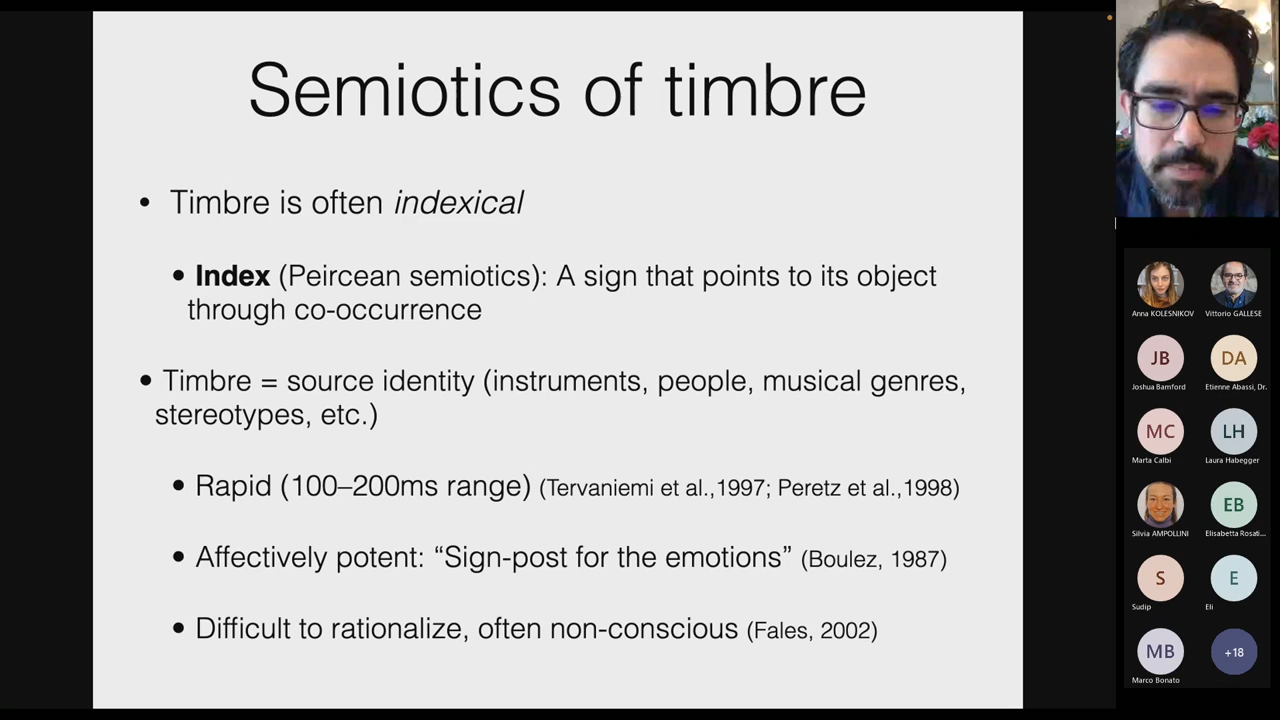 Semiotics of timbre
• Timbre is often indexical
• Index (Peircean semiotics): A sign that points to its object
through co-occurrence
• Timbre = source identity (instruments, people, musical genres,
stereotypes, etc.)
• Rapid (100–200ms range) (Tervaniemi et al.,1997; Peretz et al.,1998)
• Affectively potent: “Sign-post for the emotions” (Boulez, 1987)
• Difficult to rationalize, often non-conscious (Fales, 2002)
Anna KOLESNIKOV
Vittorio GALLESE
JB
DA
Joshua Bamford
Etienne Abassi, Dr.
MC
LH
Marta Calbi
Laura Habegger
EB
Silvia AMPOLLINI
Elisabetta Rosati...
S
E
Sudip
Eli
MB
+18
Marco Bonato